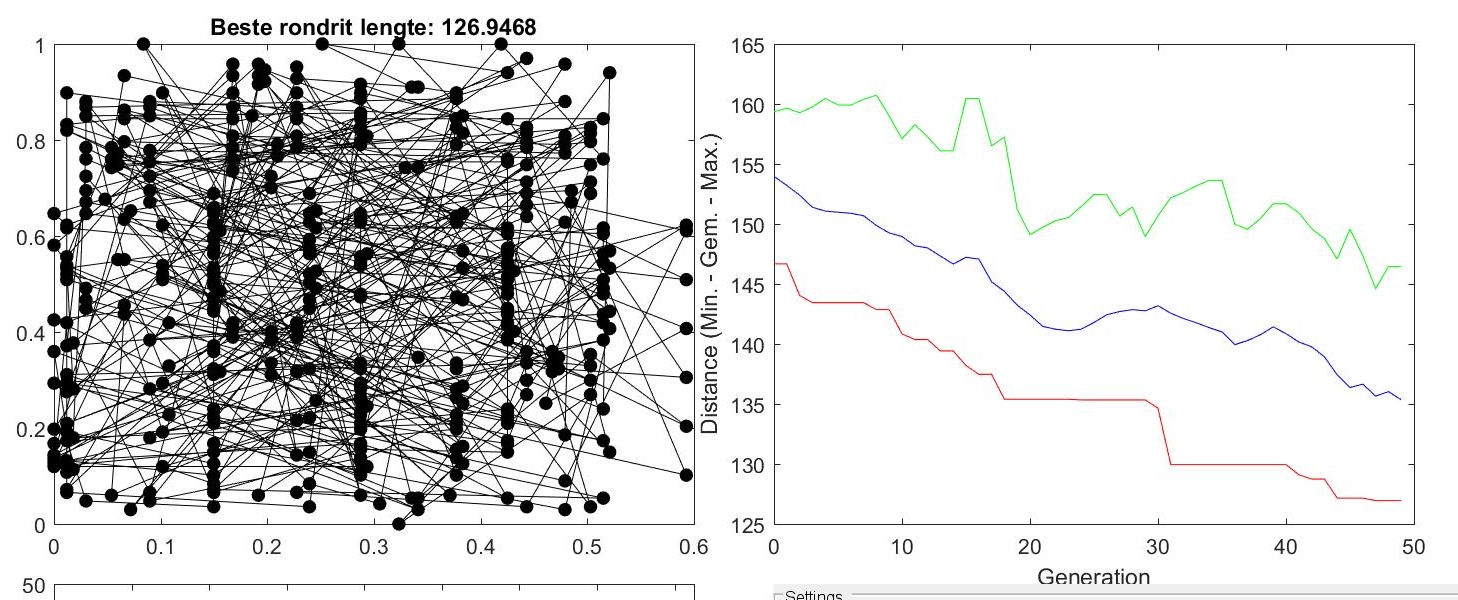 Beste rondrit lengte: 126.9468
1
0.8
0.6
0.4
0.2
0
0 0.1 0.2 0.3 0.4 0.5 0.6
Distance (Min. - Gem. - Max.)
165
160
155
150
145
140
135
130
125
0 10 20 30 40 50
Generation
50
Settings